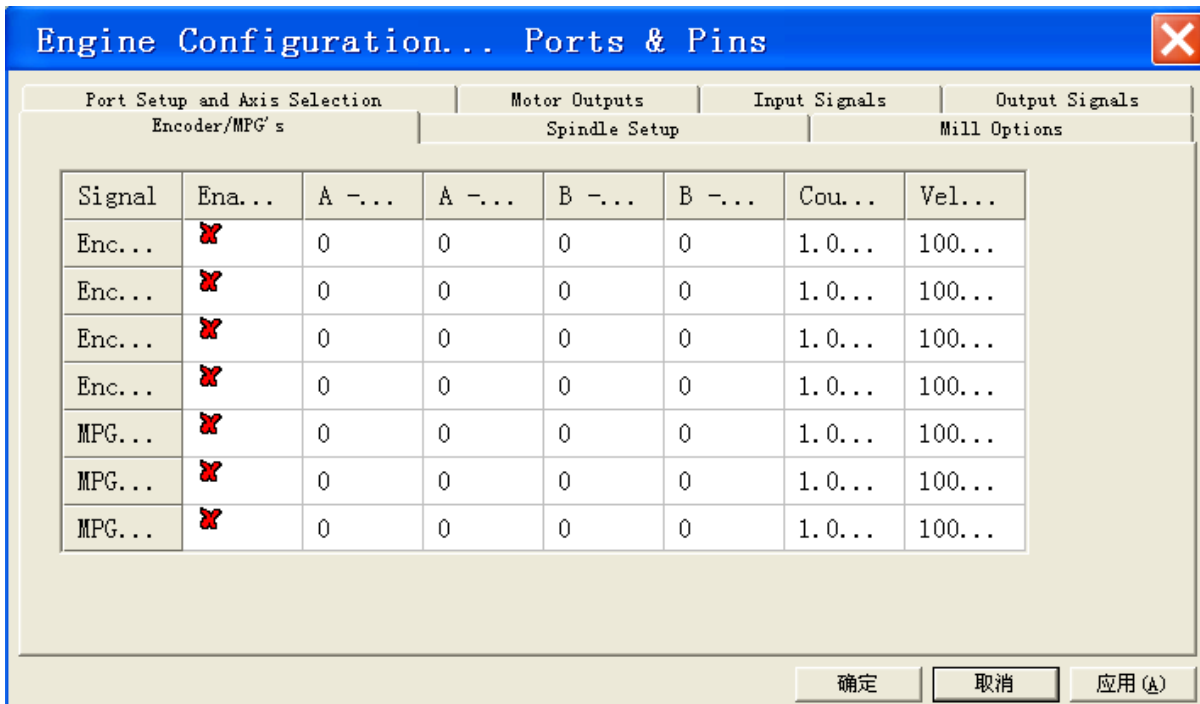 Engine Configuration... Ports & Pins
Port Setup and Axis Selection Motor Outputs Input Signals Output Signals
Encoder/MPG's Spindle Setup Mill Options
Signal Ena... A -... A -... B -... B -... Cou... Vel...
Enc... 0 0 0 0 1.0... 100...
Enc... 0 0 0 0 1.0... 100...
Enc... 0 0 0 0 1.0... 100...
Enc... 0 0 0 0 1.0... 100...
MPG... 0 0 0 0 1.0... 100...
MPG... 0 0 0 0 1.0... 100...
MPG... 0 0 0 0 1.0... 100...
确定 取消 应用(A)